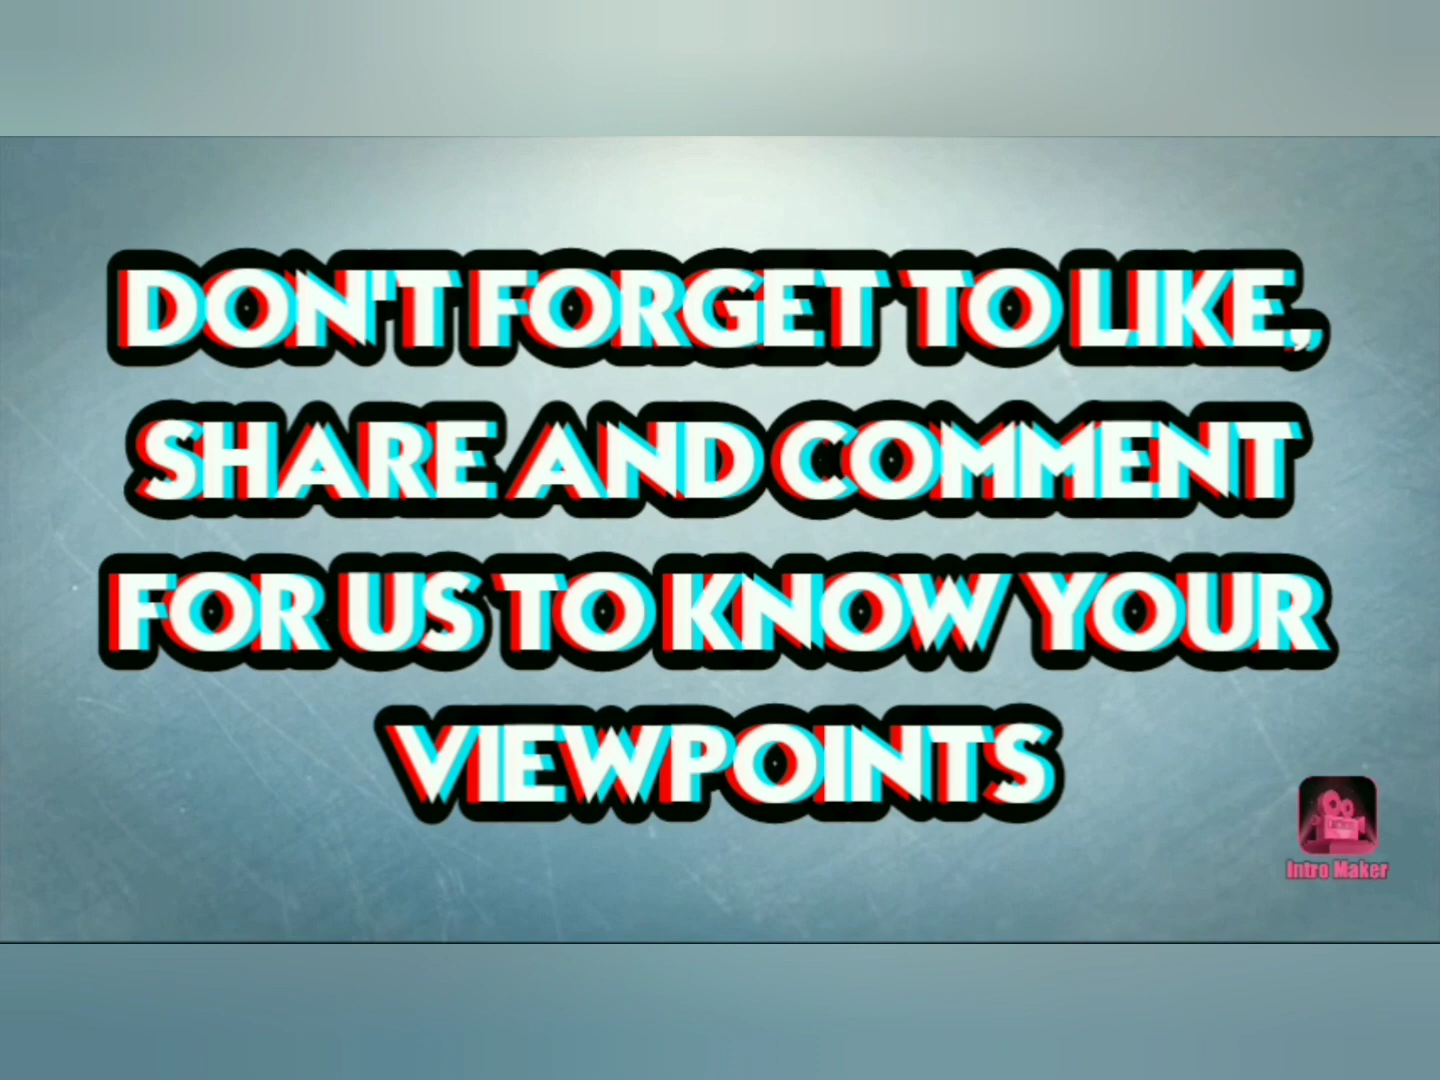 DON'T FORGET TO LIKE,
SHARE AND COMMENT
FOR US TO KNOW YOUR
VIEWPOINTS
Intro Maker